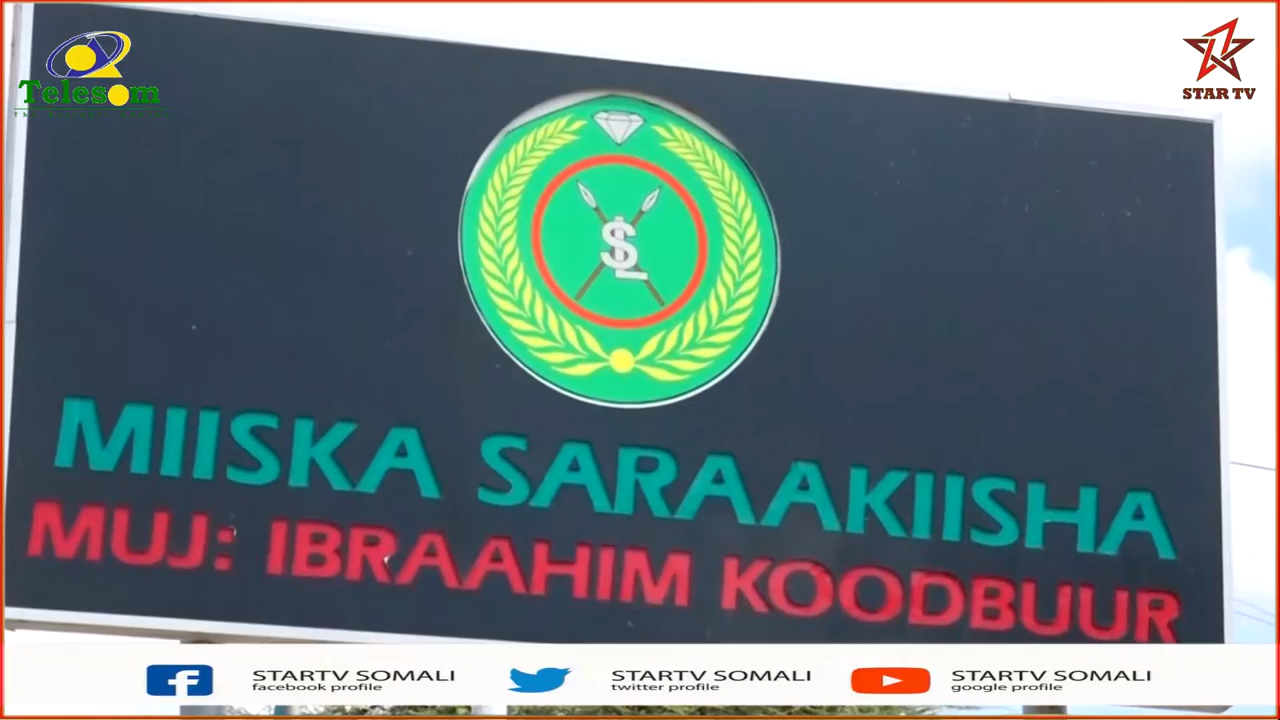 Telesom
STAR TV
SL
MIISKA SARAAKIISHA
MUJ: IBRAAHIM KOODBUUR
STARTV SOMALI
facebook profile
STARTV SOMALI
twitter profile
STARTV SOMALI
google profile